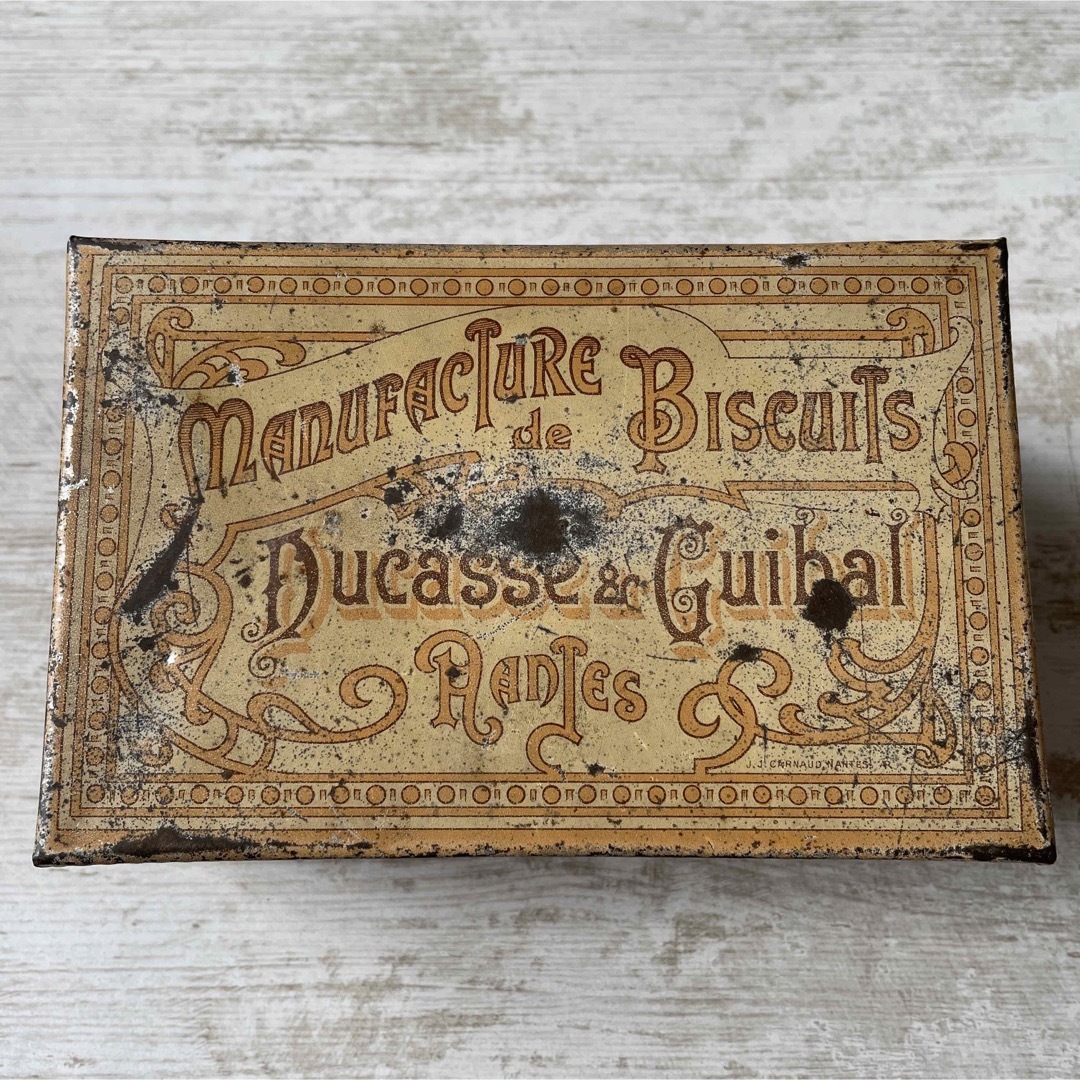 Manufacture de Biscuits
Ducasse & Guibal
Nantes
J.J. CARNAUD, NANTES.